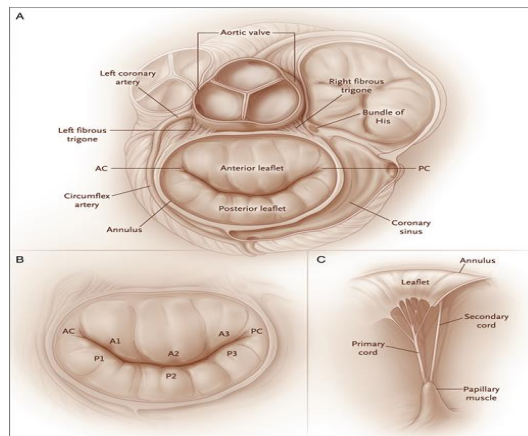 A
Aortic valve
Left coronary
artery
Right fibrous
trigone
Bundle of
His
Left fibrous
trigone
AC
Anterior leaflet
PC
Circumflex
artery
Posterior leaflet
Annulus
Coronary
sinus
B
AC
A1
A2
A3
PC
P1
P2
P3
C
Annulus
Leaflet
Secondary
cord
Primary
cord
Papillary
muscle